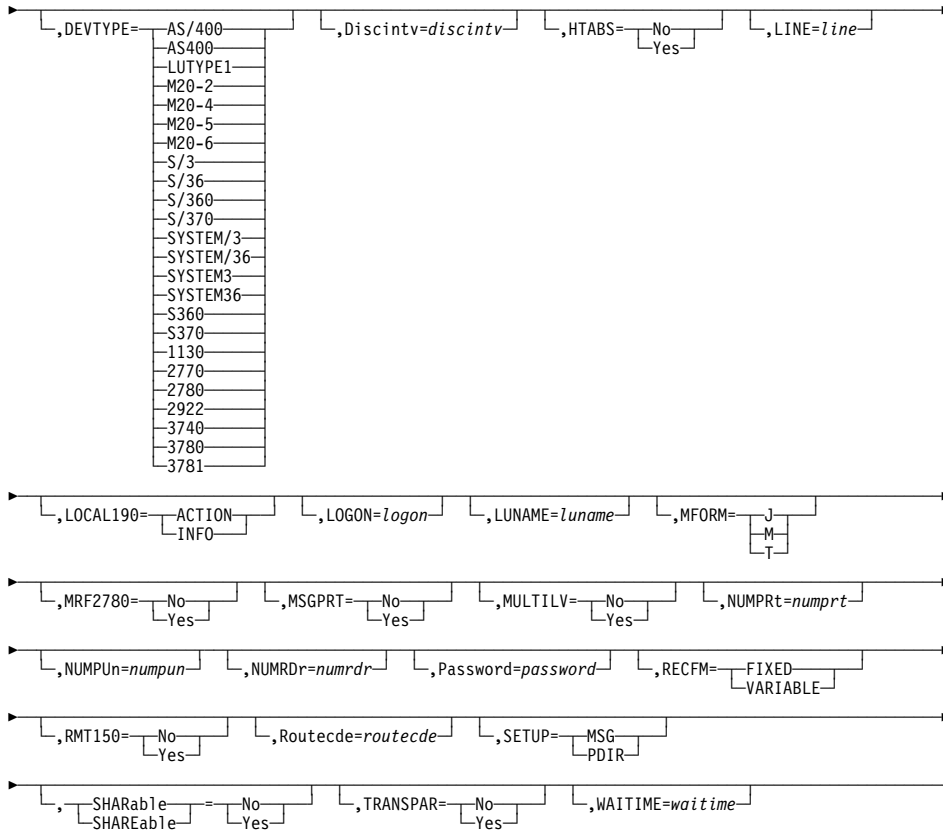 ,DEVTYPE= AS/400 ,Discintv=discintv ,HTABS= No ,LINE=line
AS400 Yes
LUTYPE1
M20-2
M20-4
M20-5
M20-6
S/3
S/36
S/360
S/370
SYSTEM/3
SYSTEM/36
SYSTEM3
SYSTEM36
S360
S370
1130
2770
2780
2922
3740
3780
3781
,LOCAL190= ACTION ,LOGON=logon ,LUNAME=luname ,MFORM= J
INFO M
T
,MRF2780= No ,MSGPRT= No ,MULTILV= No ,NUMPRt=numprt
Yes Yes Yes
,NUMPUn=numpun ,NUMRDr=numrdr ,Password=password ,RECFM= FIXED
VARIABLE
,RMT150= No ,Routecde=routecde ,SETUP= MSG
Yes PDIR
, SHARable = No ,TRANSPAR= No ,WAITIME=waitime
SHAREable Yes Yes